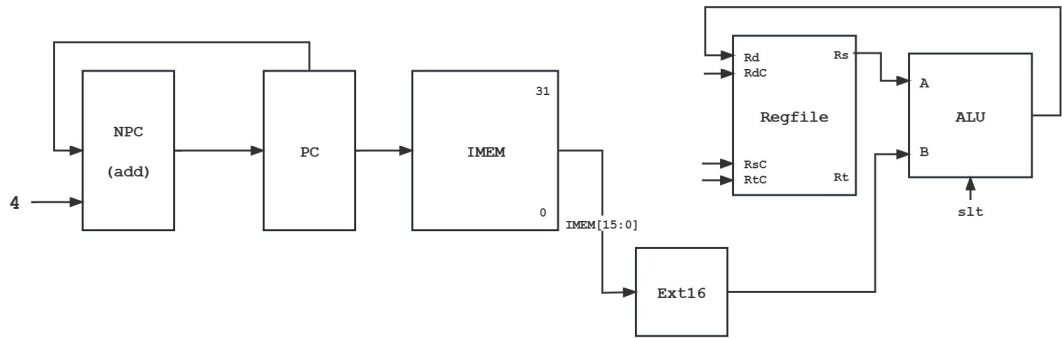 NPC
(add)
4
PC
31
IMEM
0
IMEM[15:0]
Ext16
Rd
RdC
Rs
Regfile
RsC
RtC
Rt
A
ALU
B
slt